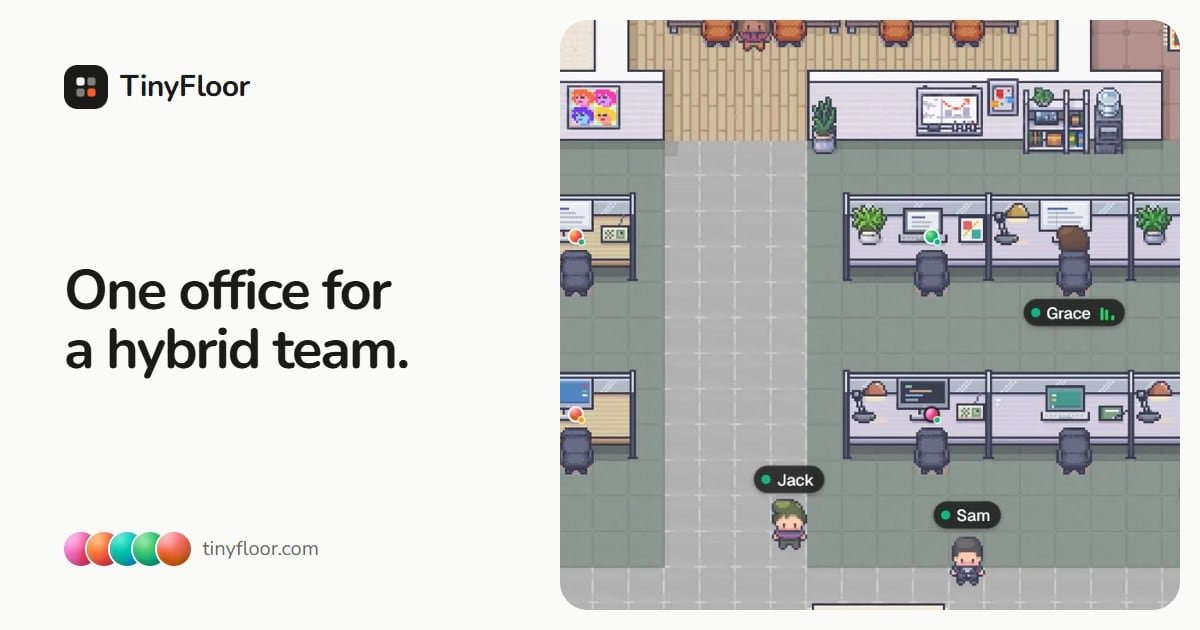 TinyFloor
One office for
a hybrid team.
tinyfloor.com
Grace
Jack
Sam